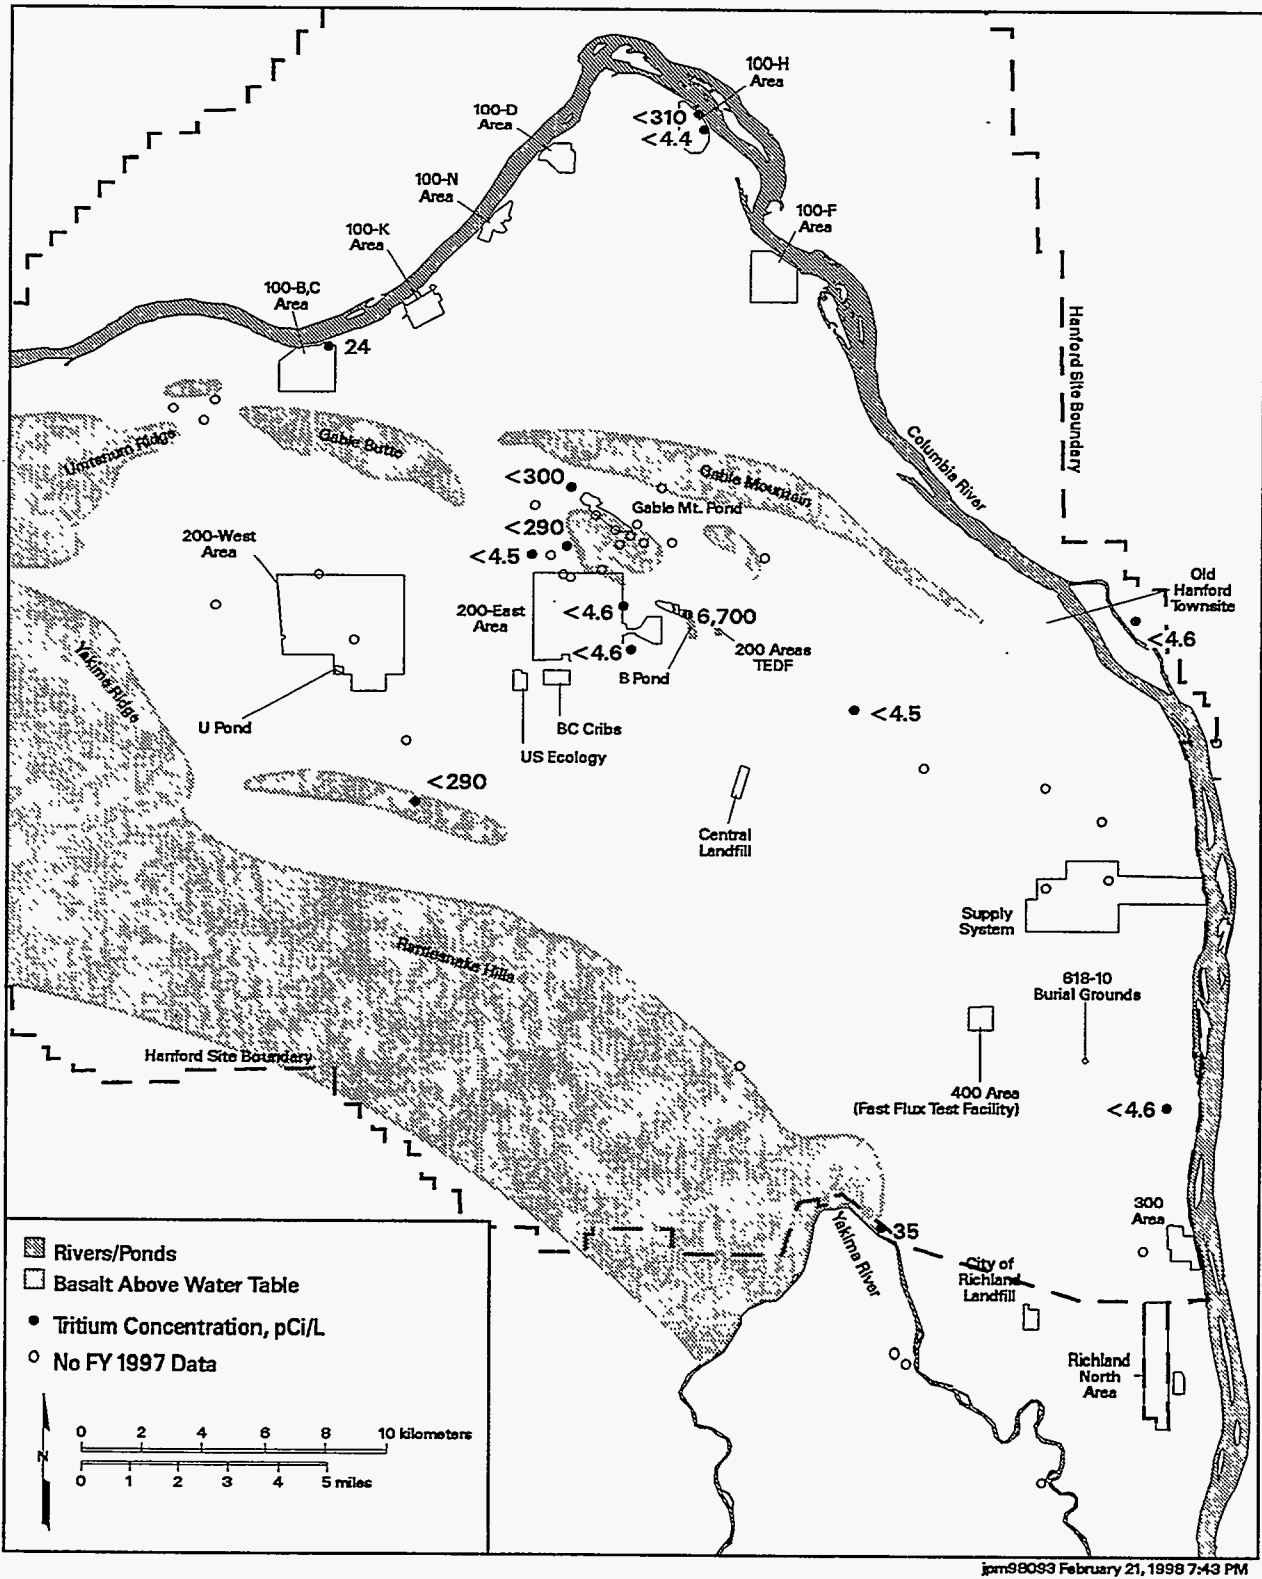 100-H
Area
<310
<4.4
100-D
Area
100-N
Area
100-F
Area
100-K
Area
100-B,C
Area
24
Hanford Site Boundary
Columbia River
Umtanum Ridge
Gable Butte
Gable Mountain
<300
Gable Mt. Pond
<290
<4.5
200-West
Area
Old
Hanford
Townsite
<4.6
200-East
Area
<4.6
6,700
<4.6
200 Areas
TEDF
B Pond
Yakima Ridge
U Pond
BC Cribs
US Ecology
<4.5
<290
Central
Landfill
Supply
System
Rattlesnake Hills
618-10
Burial Grounds
Hanford Site Boundary
400 Area
(Fast Flux Test Facility)
<4.6
300
Area
35
Yakima River
City of
Richland
Landfill
Richland
North
Area
Rivers/Ponds
Basalt Above Water Table
Tritium Concentration, pCi/L
No FY 1997 Data
N
0 2 4 6 8 10 kilometers
0 1 2 3 4 5 miles
jpm98093 February 21, 1998 7:43 PM